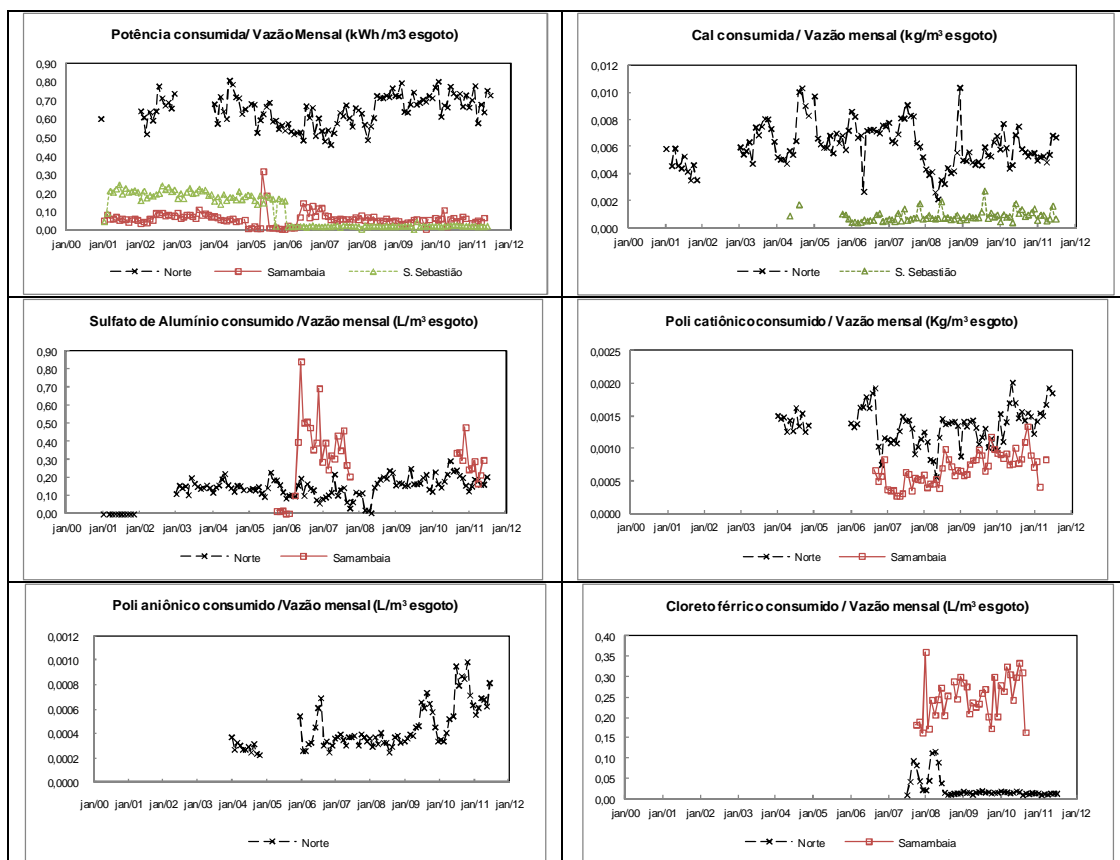 Potência consumida/ Vazão Mensal (kWh /m3 esgoto)
0,90
0,80
0,70
0,60
0,50
0,40
0,30
0,20
0,10
0,00
jan/00 jan/01 jan/02 jan/03 jan/04 jan/05 jan/06 jan/07 jan/08 jan/09 jan/10 jan/11 jan/12
Norte Samambaia S. Sebastião
Cal consumida / Vazão mensal (kg/m³ esgoto)
0,012
0,010
0,008
0,006
0,004
0,002
0,000
jan/00 jan/01 jan/02 jan/03 jan/04 jan/05 jan/06 jan/07 jan/08 jan/09 jan/10 jan/11 jan/12
Norte S. Sebastião
Sulfato de Alumínio consumido /Vazão mensal (L/m³ esgoto)
0,90
0,80
0,70
0,60
0,50
0,40
0,30
0,20
0,10
0,00
jan/00 jan/01 jan/02 jan/03 jan/04 jan/05 jan/06 jan/07 jan/08 jan/09 jan/10 jan/11 jan/12
Norte Samambaia
Poli catiônico consumido / Vazão mensal (Kg/m³ esgoto)
0,0025
0,0020
0,0015
0,0010
0,0005
0,0000
jan/00 jan/01 jan/02 jan/03 jan/04 jan/05 jan/06 jan/07 jan/08 jan/09 jan/10 jan/11 jan/12
Norte Samambaia
Poli aniônico consumido /Vazão mensal (L/m³ esgoto)
0,0012
0,0010
0,0008
0,0006
0,0004
0,0002
0,0000
jan/00 jan/01 jan/02 jan/03 jan/04 jan/05 jan/06 jan/07 jan/08 jan/09 jan/10 jan/11 jan/12
Norte
Cloreto férrico consumido / Vazão mensal (L/m³ esgoto)
0,40
0,35
0,30
0,25
0,20
0,15
0,10
0,05
0,00
jan/00 jan/01 jan/02 jan/03 jan/04 jan/05 jan/06 jan/07 jan/08 jan/09 jan/10 jan/11 jan/12
Norte Samambaia